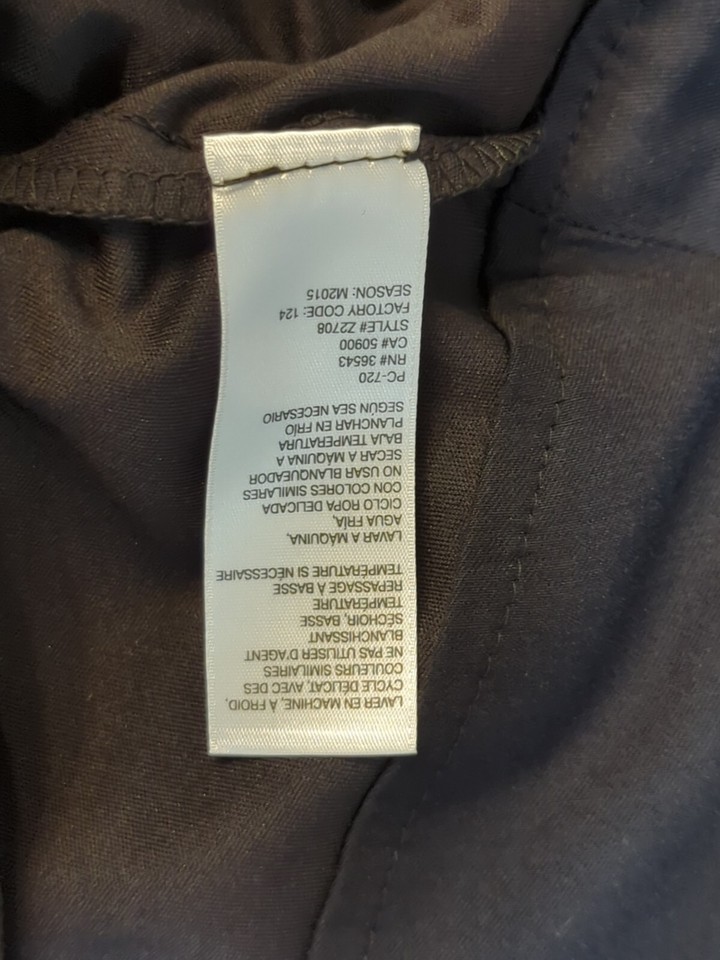 LAVER EN MACHINE, À FROID,
CYCLE DÉLICAT, AVEC DES
COULEURS SIMILAIRES
NE PAS UTILISER D'AGENT
BLANCHISSANT
SÉCHOIR, BASSE
TEMPÉRATURE
REPASSAGE À BASSE
TEMPÉRATURE SI NÉCESSAIRE
LAVAR A MÁQUINA,
AGUA FRÍA,
CICLO ROPA DELICADA
CON COLORES SIMILARES
NO USAR BLANQUEADOR
SECAR A MÁQUINA A
BAJA TEMPERATURA
PLANCHAR EN FRÍO
SEGÚN SEA NECESARIO
PC-720
RN# 36543
CA# 50900
STYLE# Z2708
FACTORY CODE: 124
SEASON: M2015